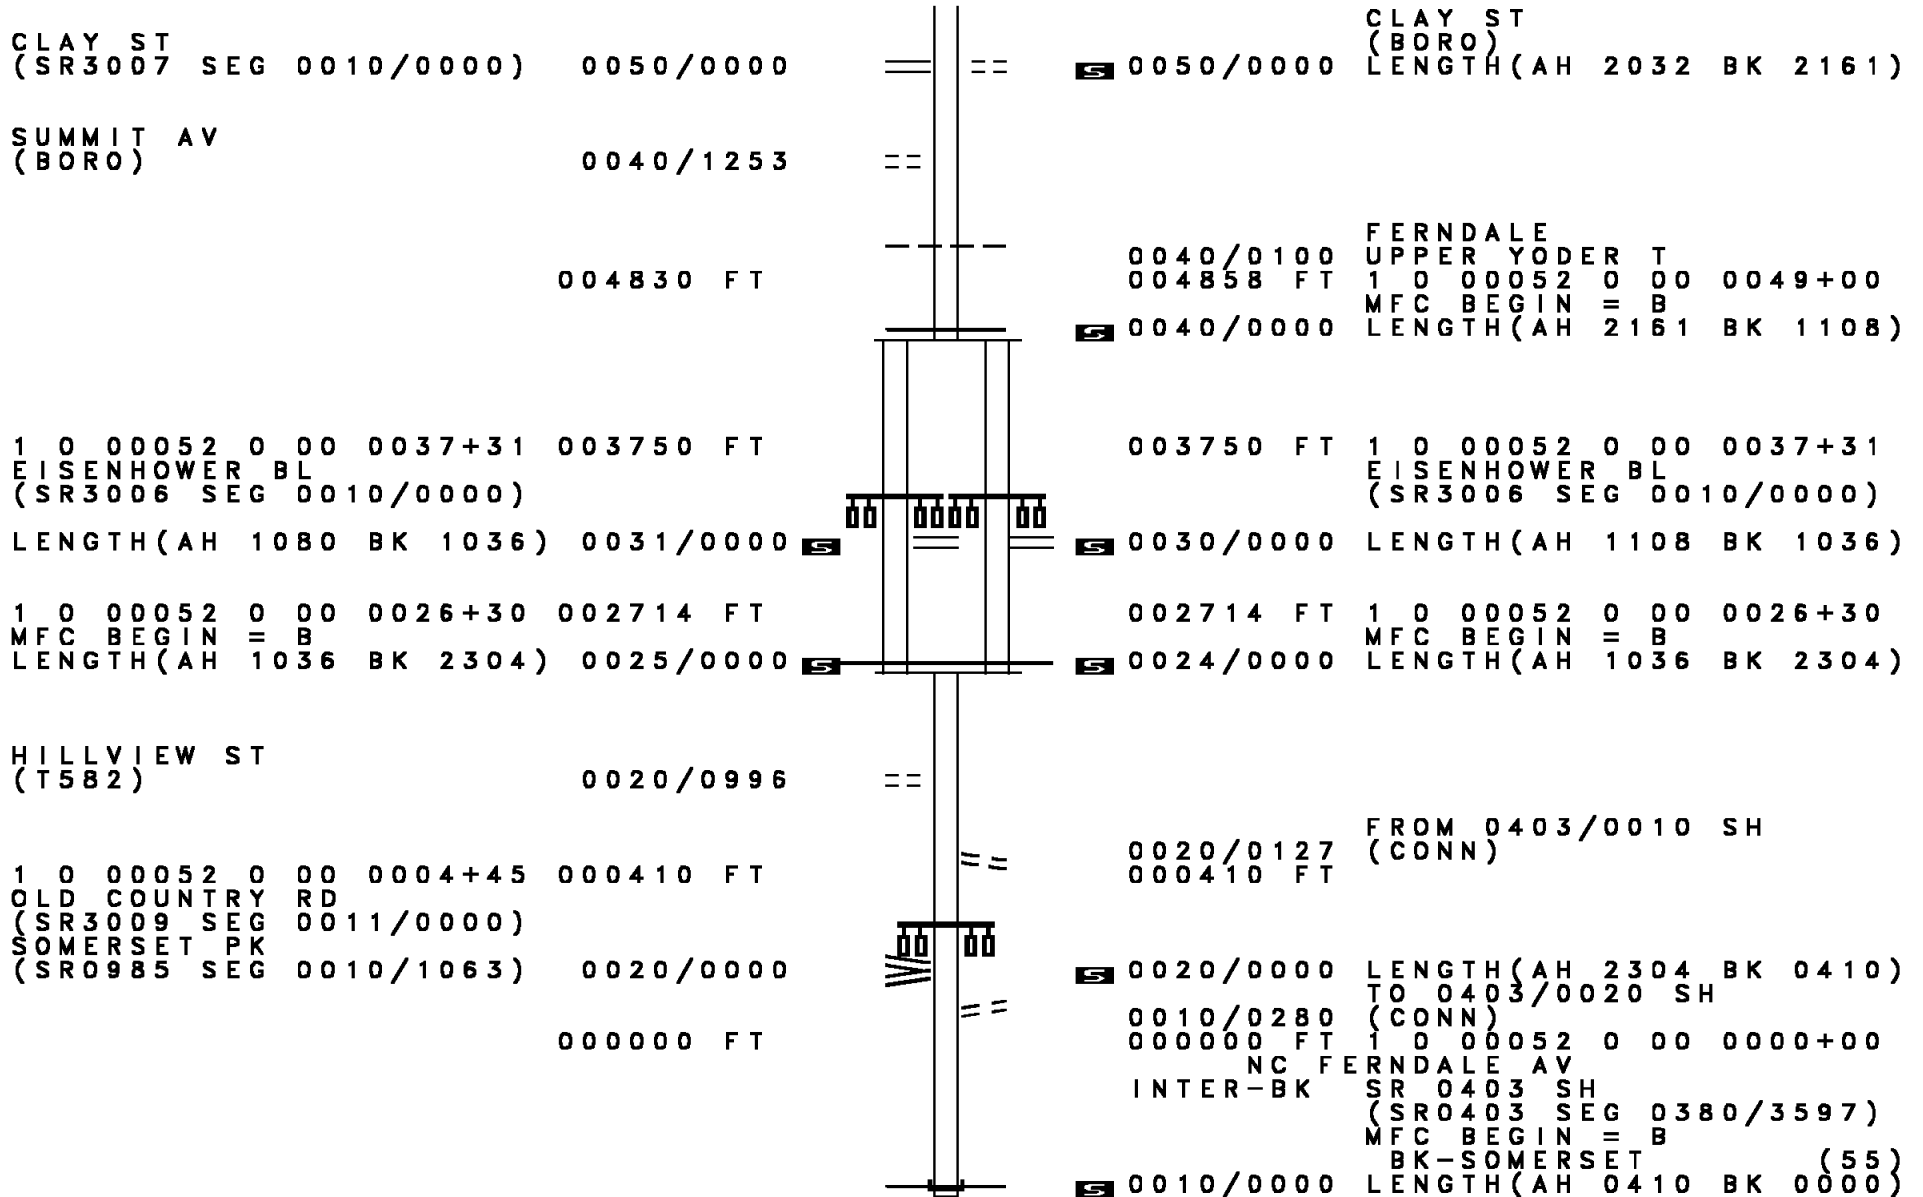 CLAY ST
CLAY ST
(BORO)
(SR3007 SEG 0010/0000) 0050/0000 S 0050/0000 LENGTH(AH 2032 BK 2161)
SUMMIT AV
(BORO) 0040/1253
FERNDALE
0040/0100 UPPER YODER T
004830 FT 004858 FT 1 0 00052 0 00 0049+00
MFC BEGIN = B
S 0040/0000 LENGTH(AH 2161 BK 1108)
1 0 00052 0 00 0037+31 003750 FT 003750 FT 1 0 00052 0 00 0037+31
EISENHOWER BL EISENHOWER BL
(SR3006 SEG 0010/0000) (SR3006 SEG 0010/0000)
LENGTH(AH 1080 BK 1036) 0031/0000 S S 0030/0000 LENGTH(AH 1108 BK 1036)
1 0 00052 0 00 0026+30 002714 FT 002714 FT 1 0 00052 0 00 0026+30
MFC BEGIN = B MFC BEGIN = B
LENGTH(AH 1036 BK 2304) 0025/0000 S S 0024/0000 LENGTH(AH 1036 BK 2304)
HILLVIEW ST
(T582) 0020/0996
FROM 0403/0010 SH
0020/0127 (CONN)
1 0 00052 0 00 0004+45 000410 FT 000410 FT
OLD COUNTRY RD
(SR3009 SEG 0011/0000)
SOMERSET PK
(SR0985 SEG 0010/1063) 0020/0000 S 0020/0000 LENGTH(AH 2304 BK 0410)
TO 0403/0020 SH
0010/0280 (CONN)
000000 FT 000000 FT 1 0 00052 0 00 0000+00
NC FERNDALE AV
INTER-BK SR 0403 SH
(SR0403 SEG 0380/3597)
MFC BEGIN = B
BK-SOMERSET (55)
S 0010/0000 LENGTH(AH 0410 BK 0000)